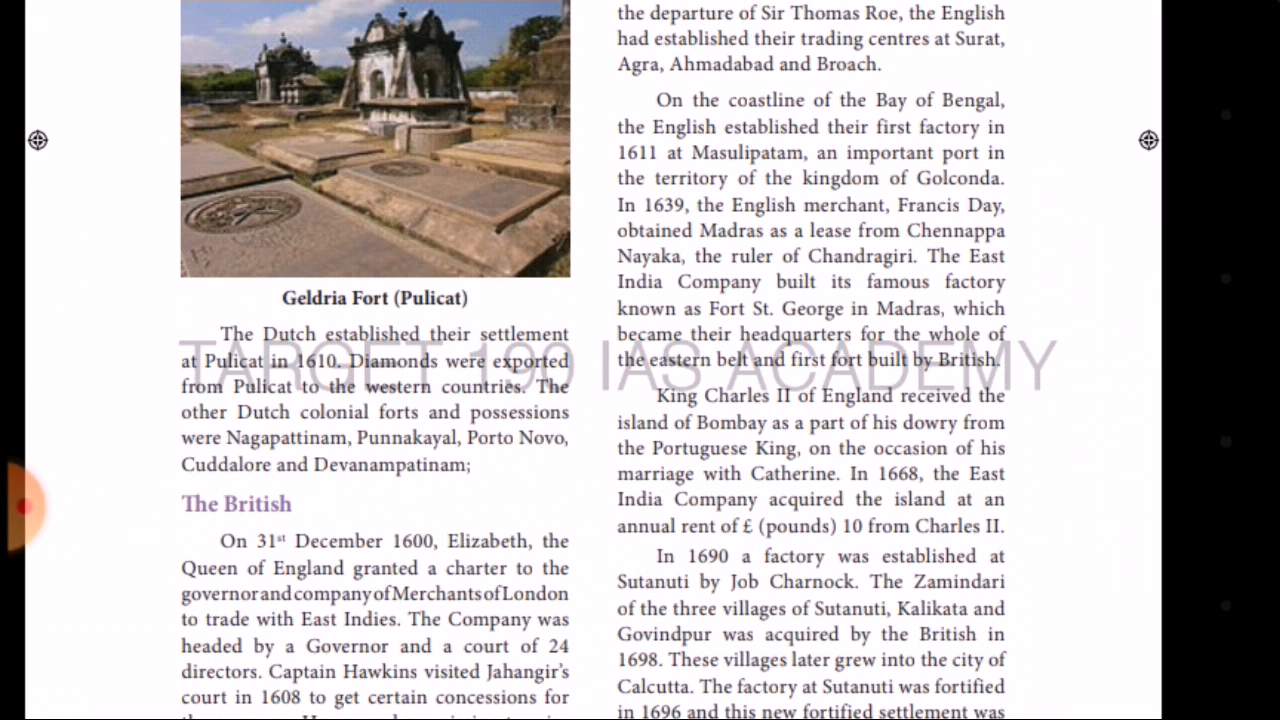 Geldria Fort (Pulicat)
The Dutch established their settlement
at Pulicat in 1610. Diamonds were exported
from Pulicat to the western countries. The
other Dutch colonial forts and possessions
were Nagapattinam, Punnakayal, Porto Novo,
Cuddalore and Devanampatinam;
The British
On 31st December 1600, Elizabeth, the
Queen of England granted a charter to the
governor and company of Merchants of London
to trade with East Indies. The Company was
headed by a Governor and a court of 24
directors. Captain Hawkins visited Jahangir's
court in 1608 to get certain concessions for
the departure of Sir Thomas Roe, the English
had established their trading centres at Surat,
Agra, Ahmadabad and Broach.
On the coastline of the Bay of Bengal,
the English established their first factory in
1611 at Masulipatam, an important port in
the territory of the kingdom of Golconda.
In 1639, the English merchant, Francis Day,
obtained Madras as a lease from Chennappa
Nayaka, the ruler of Chandragiri. The East
India Company built its famous factory
known as Fort St. George in Madras, which
became their headquarters for the whole of
the eastern belt and first fort built by British.
King Charles II of England received the
island of Bombay as a part of his dowry from
the Portuguese King, on the occasion of his
marriage with Catherine. In 1668, the East
India Company acquired the island at an
annual rent of £ (pounds) 10 from Charles II.
In 1690 a factory was established at
Sutanuti by Job Charnock. The Zamindari
of the three villages of Sutanuti, Kalikata and
Govindpur was acquired by the British in
1698. These villages later grew into the city of
Calcutta. The factory at Sutanuti was fortified
in 1696 and this new fortified settlement was
TARGET 190 IAS ACADEMY